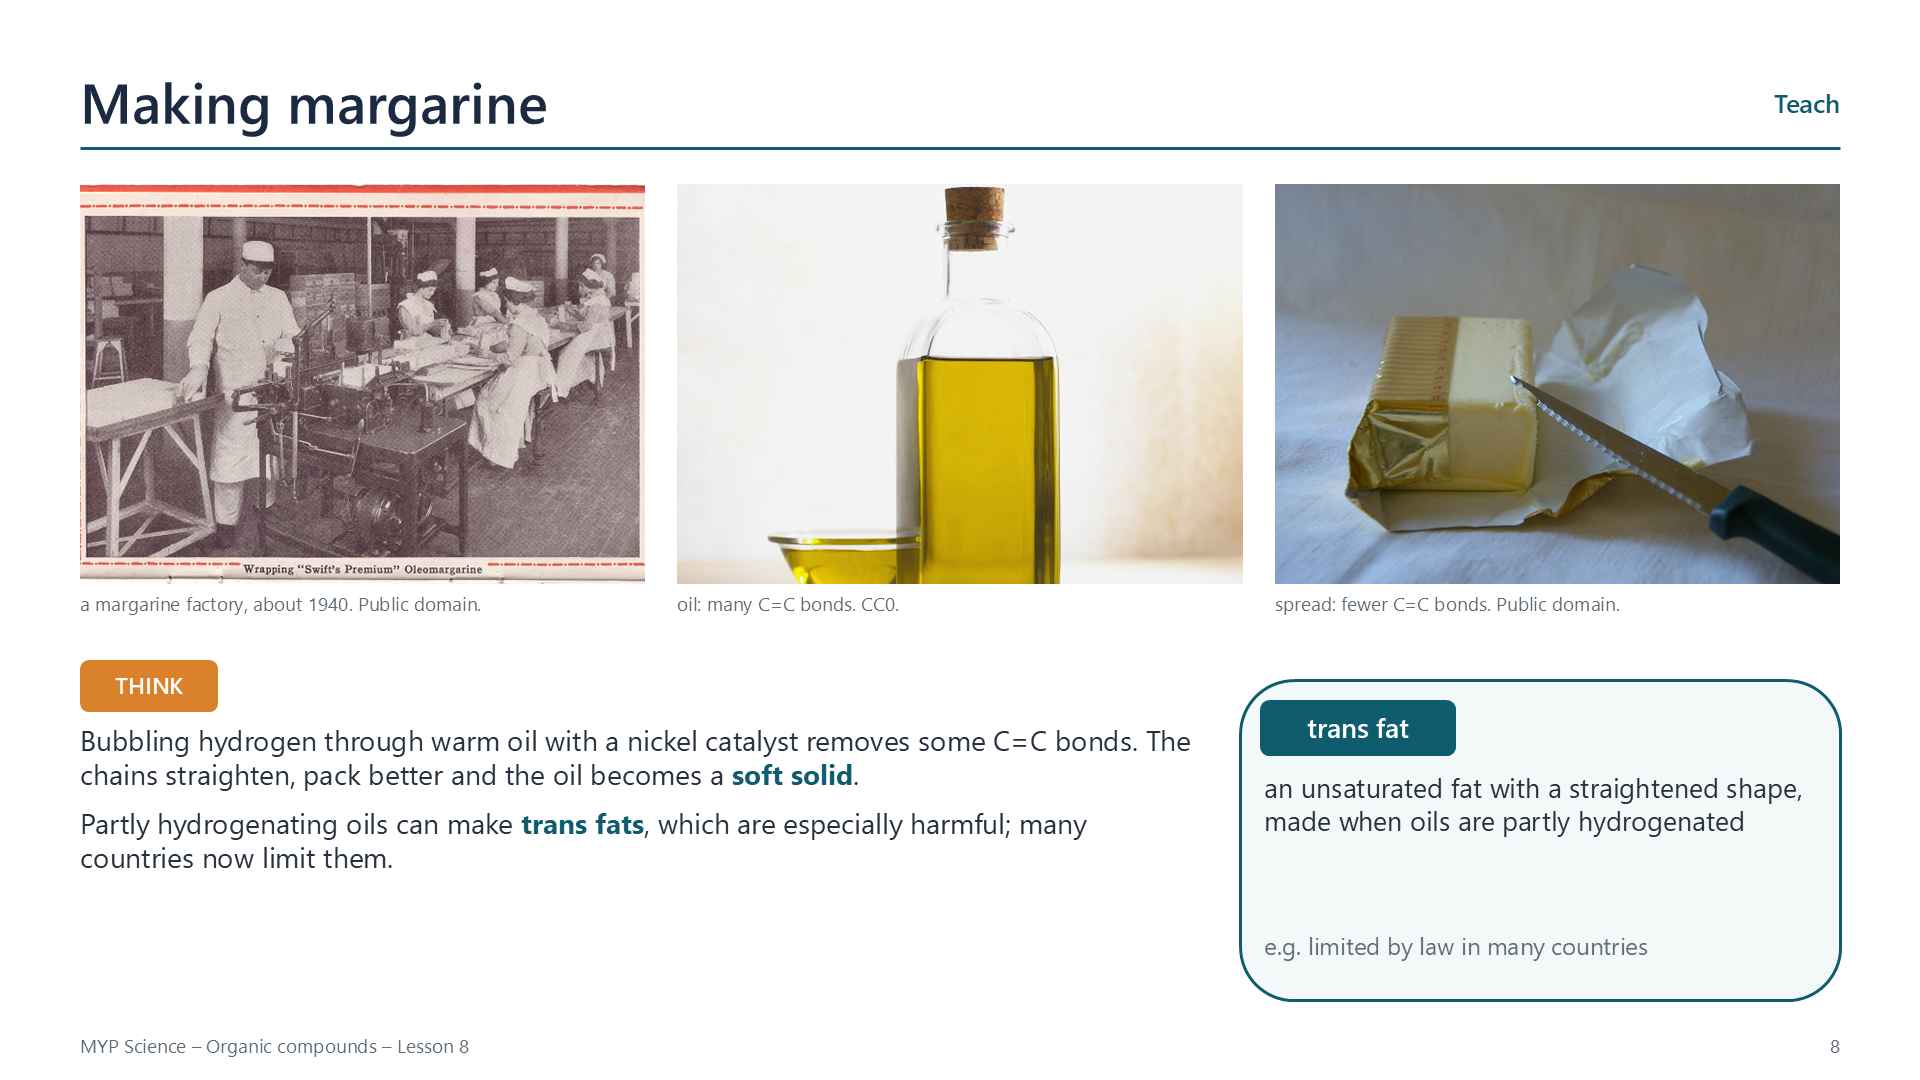 Making margarine
Teach
Wrapping "Swift's Premium" Oleomargarine
a margarine factory, about 1940. Public domain.
oil: many C=C bonds. CC0.
spread: fewer C=C bonds. Public domain.
THINK
Bubbling hydrogen through warm oil with a nickel catalyst removes some C=C bonds. The
chains straighten, pack better and the oil becomes a soft solid.
Partly hydrogenating oils can make trans fats, which are especially harmful; many
countries now limit them.
trans fat
an unsaturated fat with a straightened shape,
made when oils are partly hydrogenated
e.g. limited by law in many countries
MYP Science – Organic compounds – Lesson 8
8